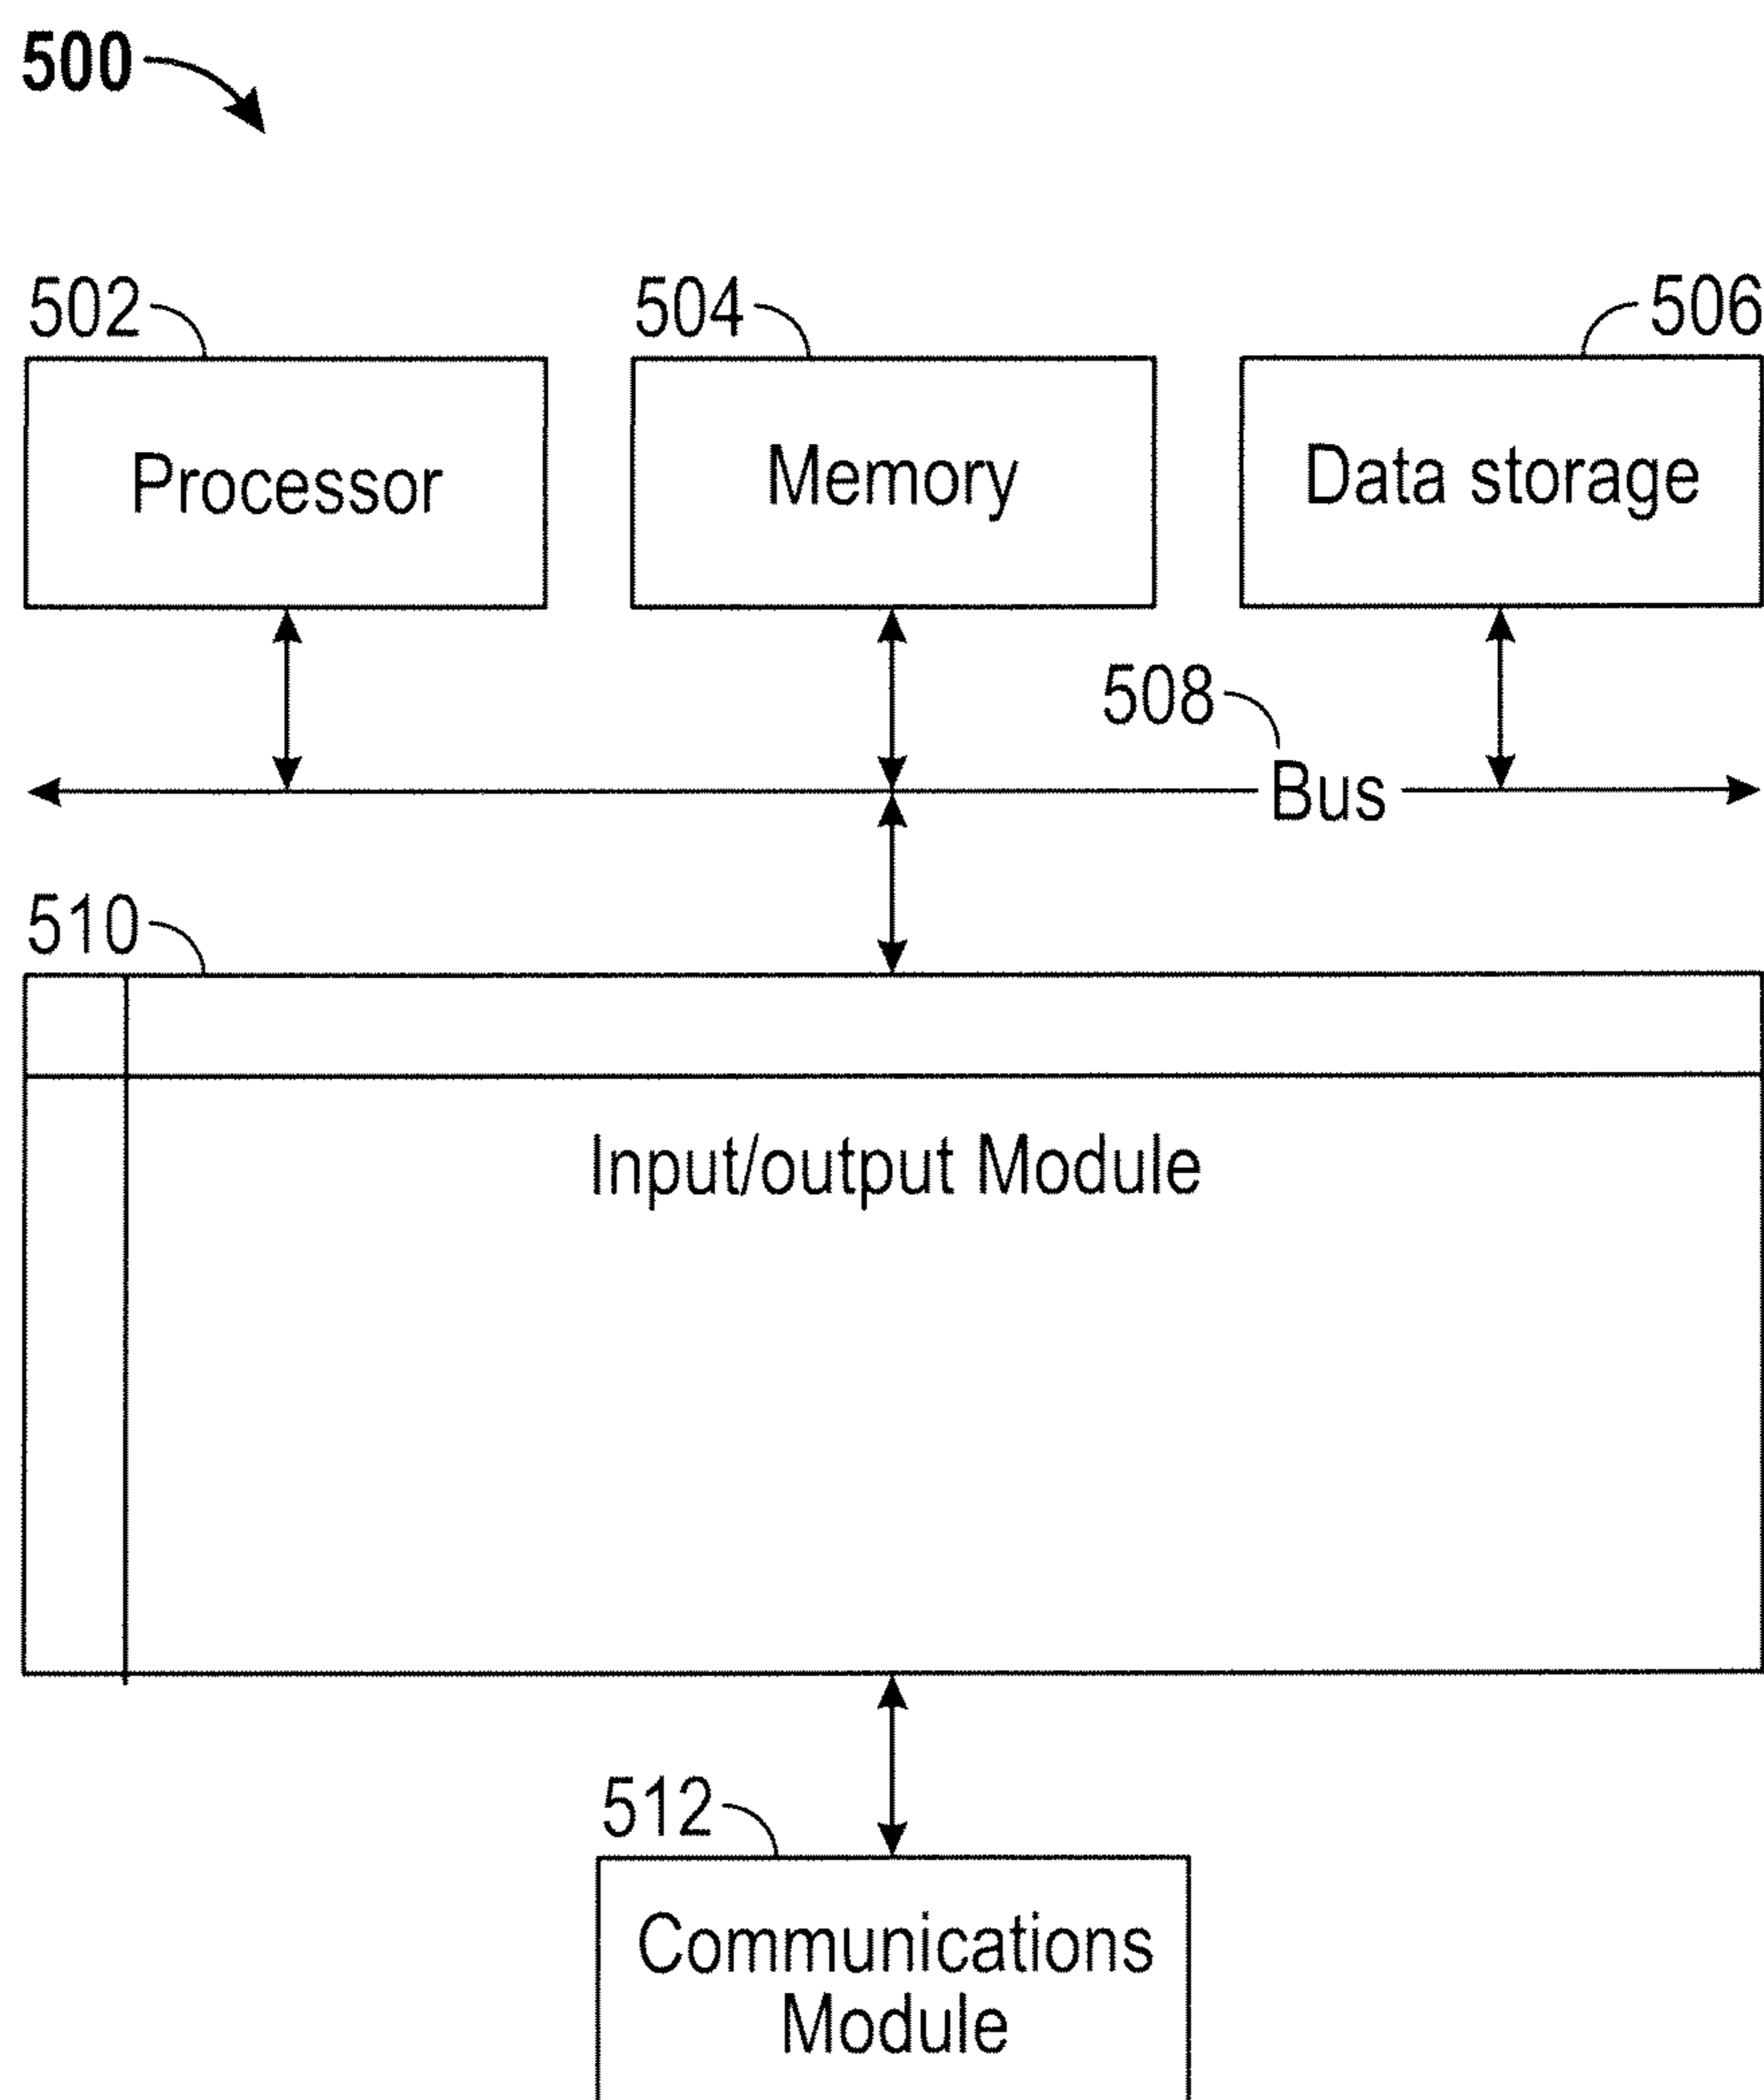 500
502
504
506
Processor
Memory
Data storage
508
Bus
510
Input/output Module
512
Communications
Module